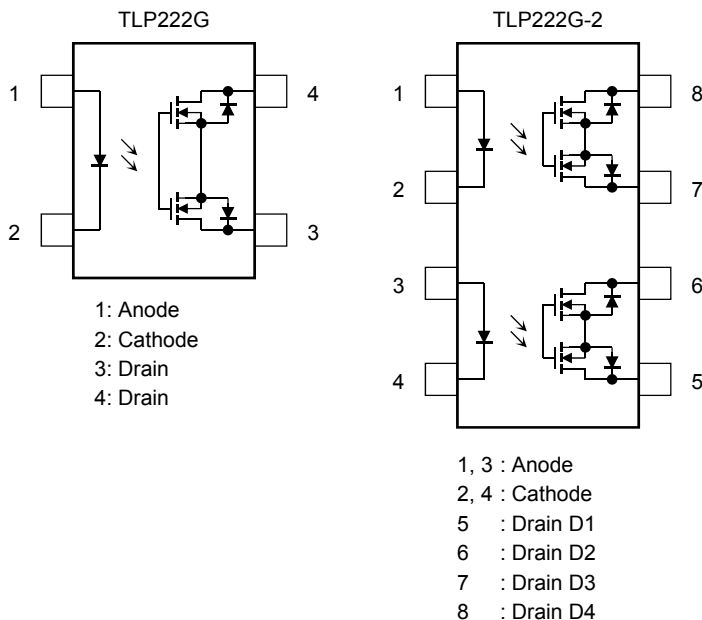 TLP222G
1
4
2
3
1: Anode
2: Cathode
3: Drain
4: Drain
TLP222G-2
1
8
2
7
3
6
4
5
1, 3 : Anode
2, 4 : Cathode
5 : Drain D1
6 : Drain D2
7 : Drain D3
8 : Drain D4